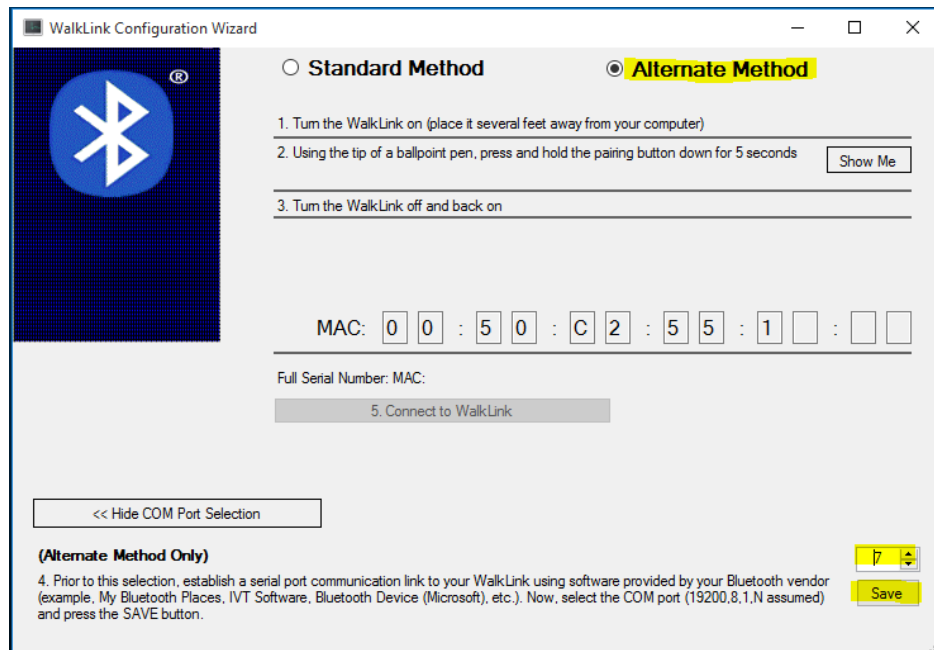 WalkLink Configuration Wizard
®
Standard Method
Alternate Method
1. Turn the WalkLink on (place it several feet away from your computer)
2. Using the tip of a ballpoint pen, press and hold the pairing button down for 5 seconds
Show Me
3. Turn the WalkLink off and back on
MAC: 0 0 : 5 0 : C 2 : 5 5 : 1 :
Full Serial Number: MAC:
5. Connect to WalkLink
<< Hide COM Port Selection
(Alternate Method Only)
7
4. Prior to this selection, establish a serial port communication link to your WalkLink using software provided by your Bluetooth vendor
(example, My Bluetooth Places, IVT Software, Bluetooth Device (Microsoft), etc.). Now, select the COM port (19200,8,1,N assumed)
and press the SAVE button.
Save